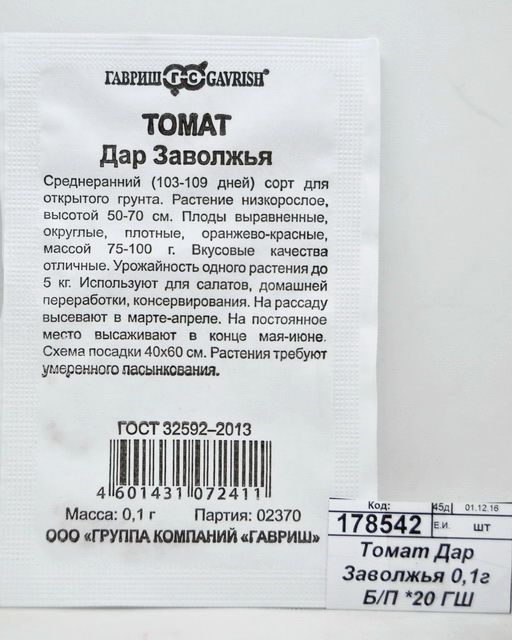 ГАВРИШ ГС GAVRISH®
ТОМАТ
Дар Заволжья
Среднеранний (103-109 дней) сорт для
открытого грунта. Растение низкорослое,
высотой 50-70 см. Плоды выравненные,
округлые, плотные, оранжево-красные,
массой 75-100 г. Вкусовые качества
отличные. Урожайность одного растения до
5 кг. Используют для салатов, домашней
переработки, консервирования. На рассаду
высевают в марте-апреле. На постоянное
место высаживают в конце мая-июне.
Схема посадки 40х60 см. Растения требуют
умеренного пасынкования.
ГОСТ 32592–2013
4 601431 072411
Масса: 0,1 г Партия: 02370
ООО «ГРУППА КОМПАНИЙ «ГАВРИШ»
Код: 45д 01.12.16
178542 Е.И. шт
Томат Дар
Заволжья 0,1г
Б/П *20 ГШ